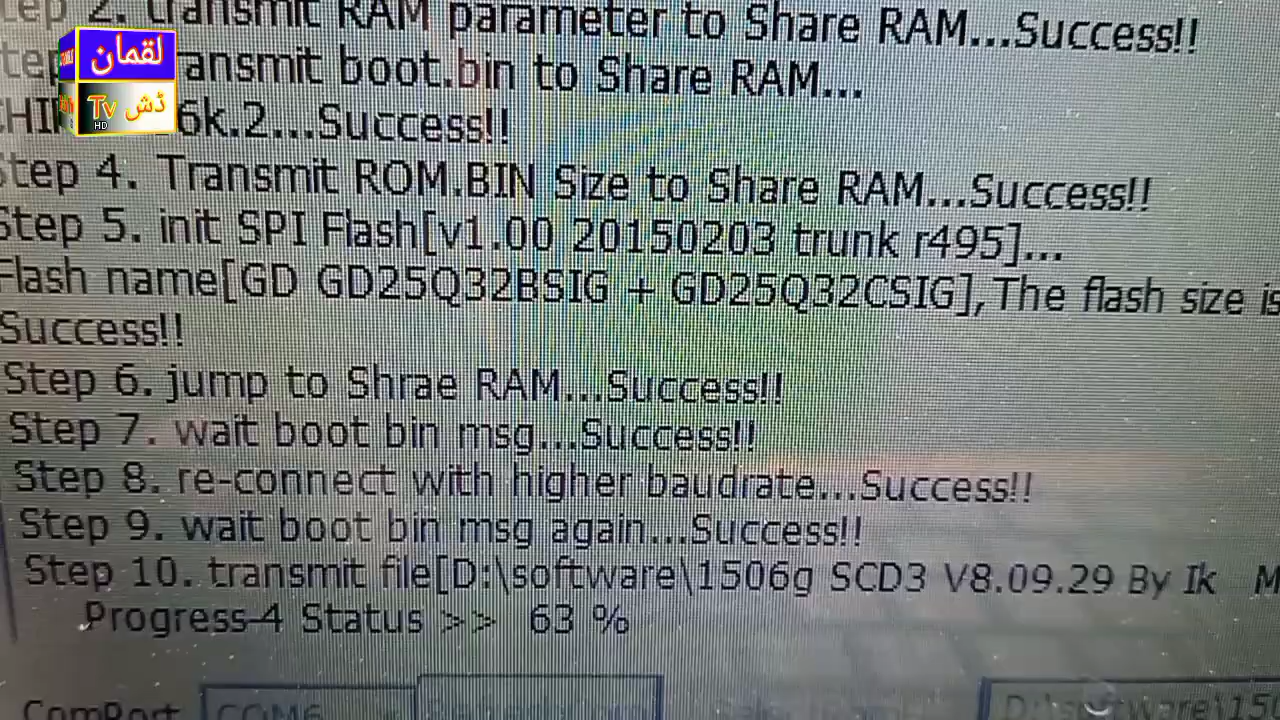 tep 2. transmit RAM parameter to Share RAM...Success!!
ansmit boot.bin to Share RAM...
6k.2...Success!!
لقمان
ڈش Tv
HD
Step 4. Transmit ROM.BIN Size to Share RAM...Success!!
Step 5. init SPI Flash[v1.00 20150203 trunk r495]...
Flash name[GD GD25Q32BSIG + GD25Q32CSIG],The flash size is
Success!!
Step 6. jump to Shrae RAM...Success!!
Step 7. wait boot bin msg...Success!!
Step 8. re-connect with higher baudrate...Success!!
Step 9. wait boot bin msg again...Success!!
Step 10. transmit file[D:\software\1506g SCD3 V8.09.29 By Ik M
Progress-4 Status >> 63 %
ComPort COM6 D:\software\150